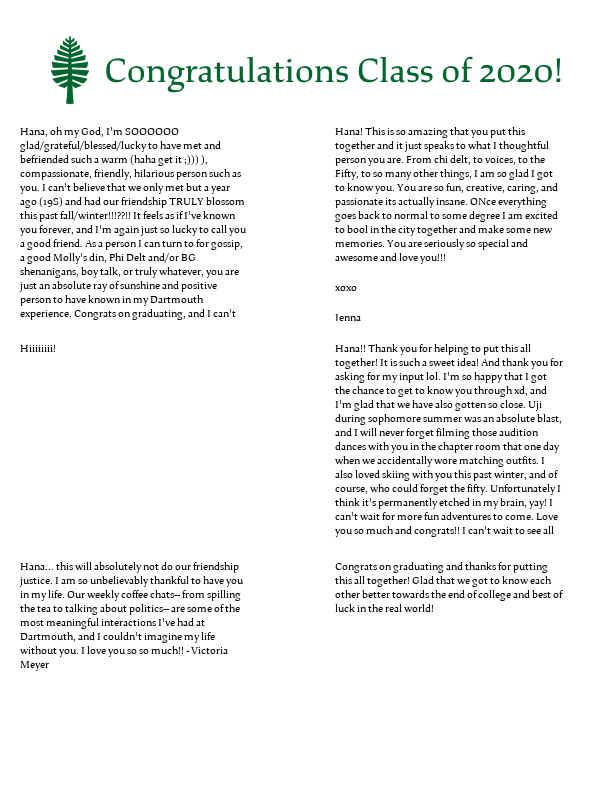 Congratulations Class of 2020!
Hana, oh my God, I'm SOOOOOO
glad/grateful/blessed/lucky to have met and
befriended such a warm (haha get it ;))) ),
compassionate, friendly, hilarious person such as
you. I can't believe that we only met but a year
ago (19S) and had our friendship TRULY blossom
this past fall/winter!!!??!! It feels as if I've known
you forever, and I'm again just so lucky to call you
a good friend. As a person I can turn to for gossip,
a good Molly's din, Phi Delt and/or BG
shenanigans, boy talk, or truly whatever, you are
just an absolute ray of sunshine and positive
person to have known in my Dartmouth
experience. Congrats on graduating, and I can't
Hana! This is so amazing that you put this
together and it just speaks to what I thoughtful
person you are. From chi delt, to voices, to the
Fifty, to so many other things, I am so glad I got
to know you. You are so fun, creative, caring, and
passionate its actually insane. ONce everything
goes back to normal to some degree I am excited
to bool in the city together and make some new
memories. You are seriously so special and
awesome and love you!!!
xoxo
Jenna
Hiiiiiiii!
Hana!! Thank you for helping to put this all
together! It is such a sweet idea! And thank you for
asking for my input lol. I'm so happy that I got
the chance to get to know you through xd, and
I'm glad that we have also gotten so close. Uji
during sophomore summer was an absolute blast,
and I will never forget filming those audition
dances with you in the chapter room that one day
when we accidentally wore matching outfits. I
also loved skiing with you this past winter, and of
course, who could forget the fifty. Unfortunately I
think it's permanently etched in my brain, yay! I
can't wait for more fun adventures to come. Love
you so much and congrats!! I can't wait to see all
Hana... this will absolutely not do our friendship
justice. I am so unbelievably thankful to have you
in my life. Our weekly coffee chats-- from spilling
the tea to talking about politics-- are some of the
most meaningful interactions I've had at
Dartmouth, and I couldn't imagine my life
without you. I love you so so much!! - Victoria
Meyer
Congrats on graduating and thanks for putting
this all together! Glad that we got to know each
other better towards the end of college and best of
luck in the real world!